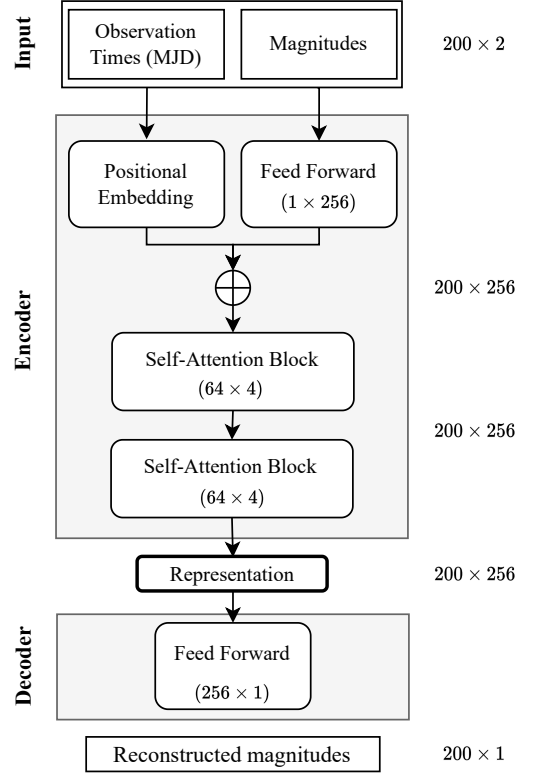 Input
Observation
Times (MJD)
Magnitudes
200 × 2
Encoder
Positional
Embedding
Feed Forward
(1 × 256)
200 × 256
Self-Attention Block
(64 × 4)
200 × 256
Self-Attention Block
(64 × 4)
Representation
200 × 256
Decoder
Feed Forward
(256 × 1)
Reconstructed magnitudes
200 × 1